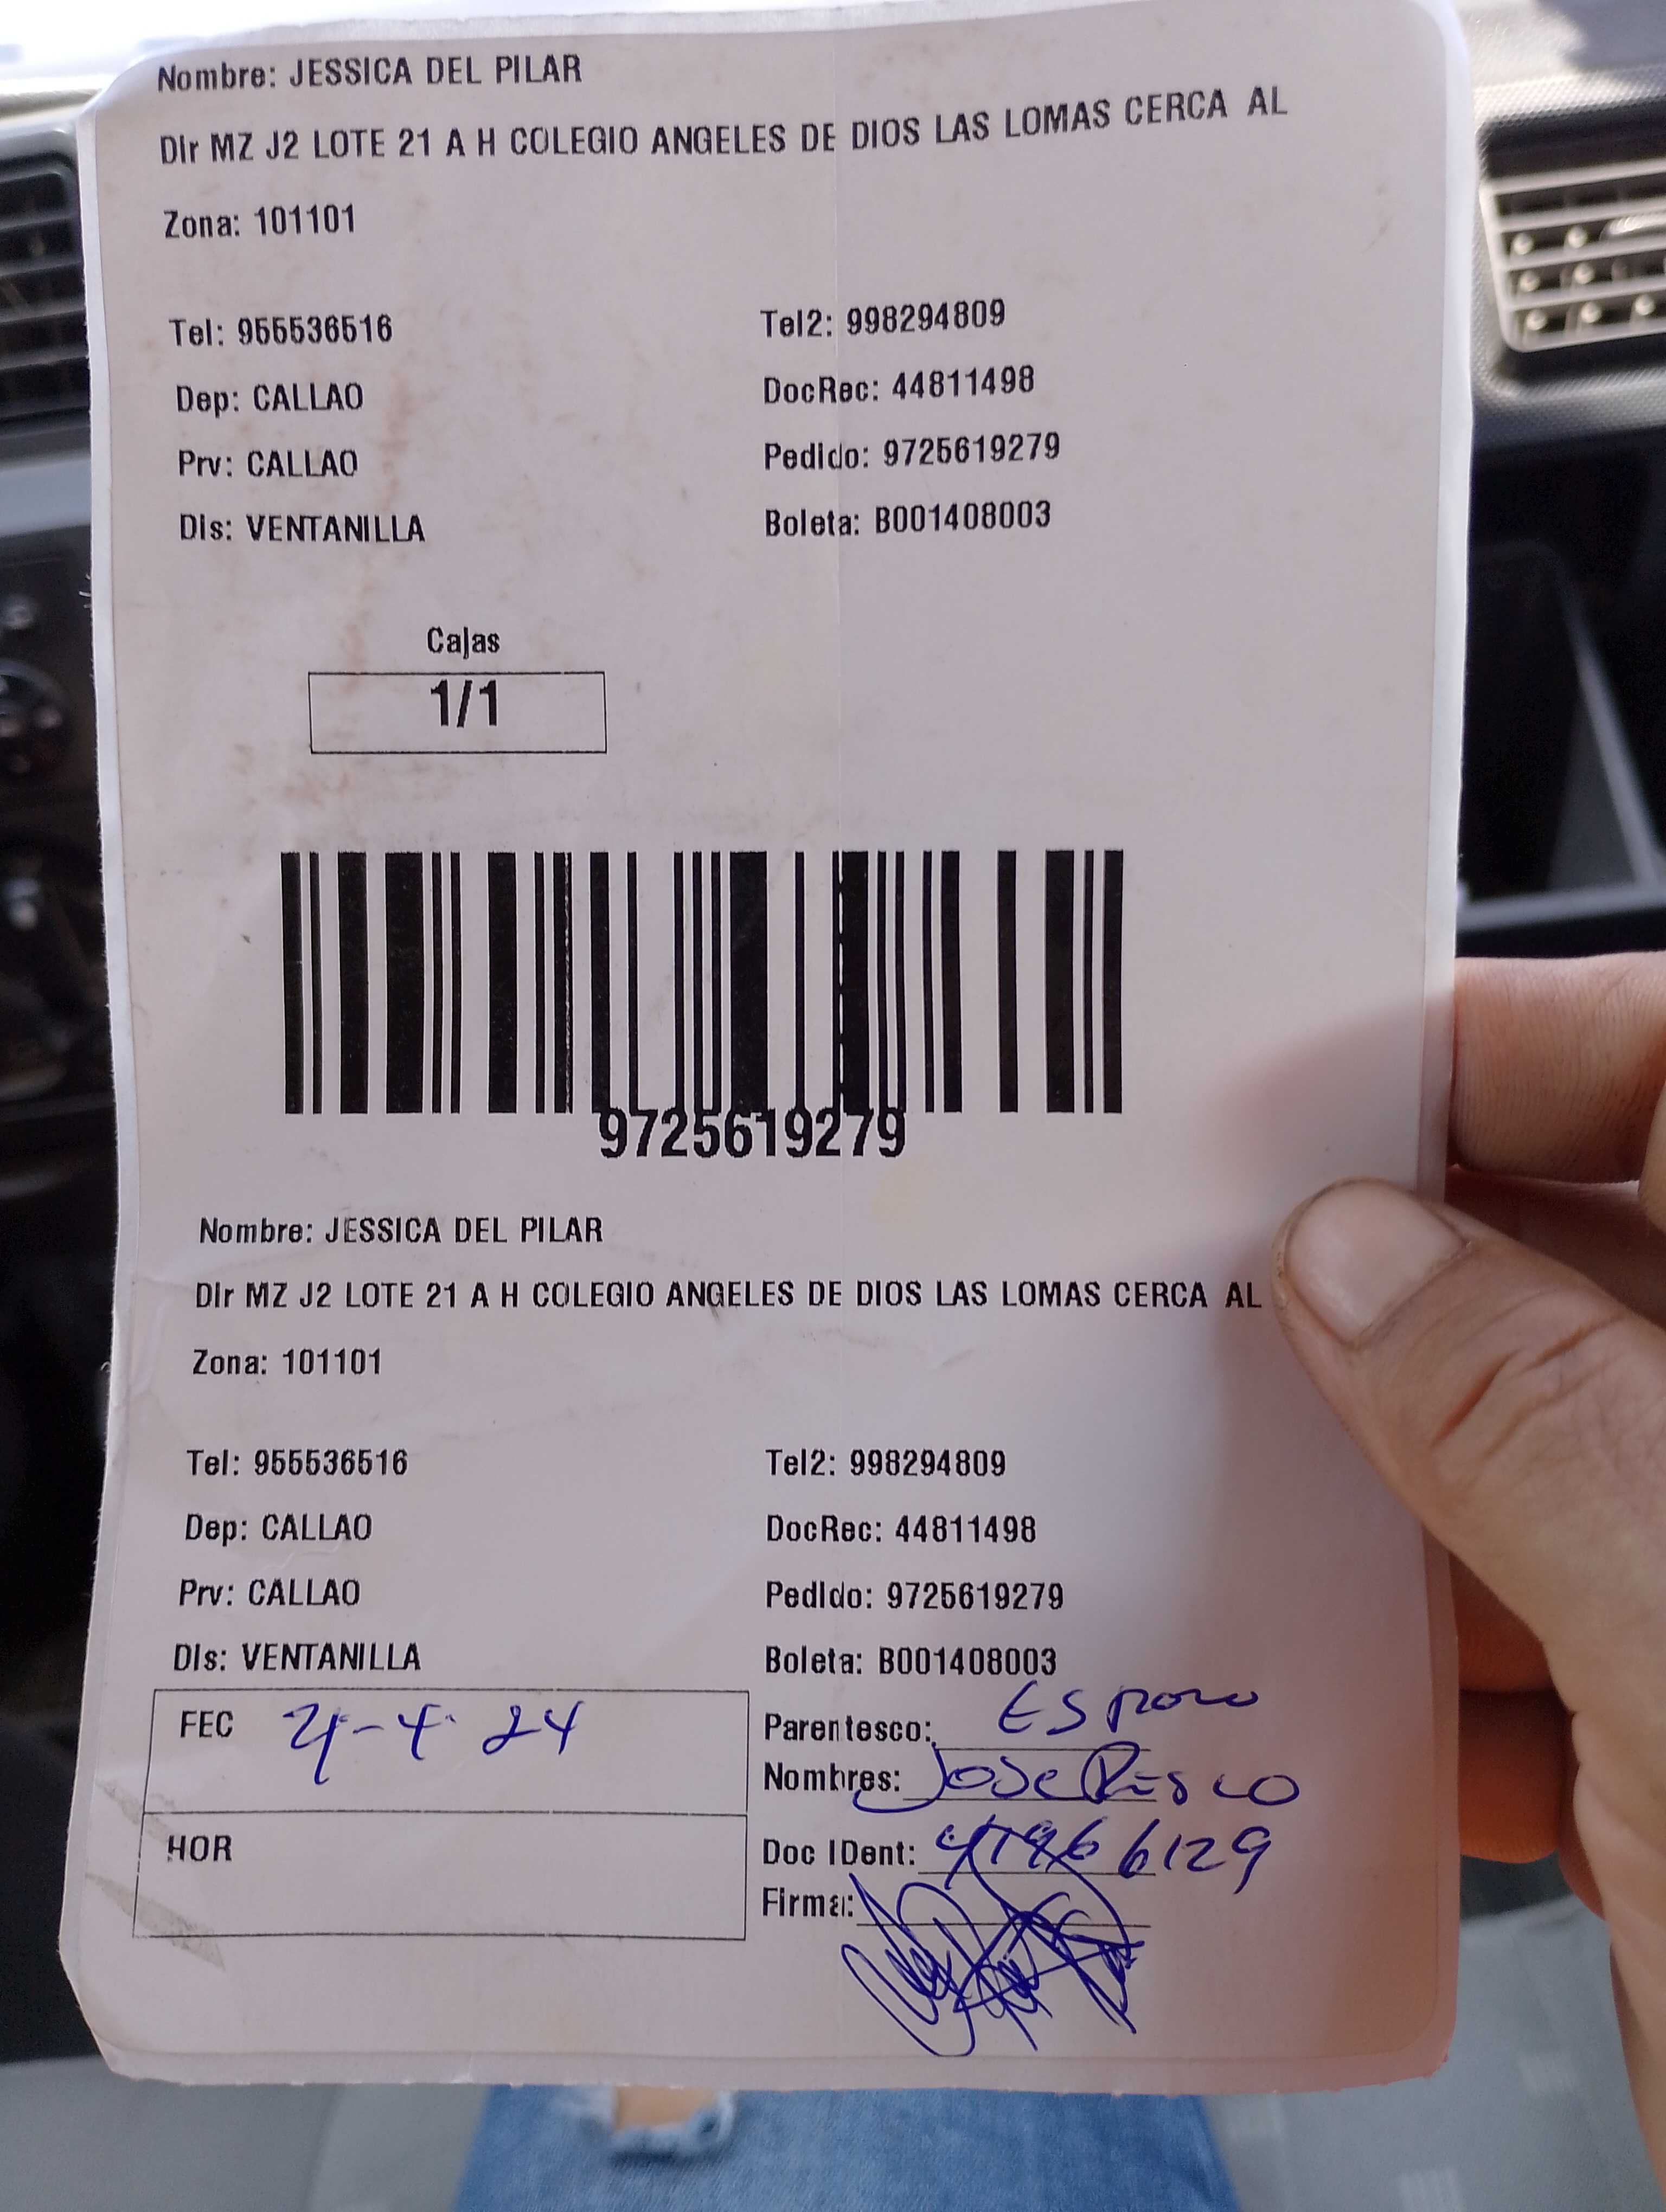 Nombre: JESSICA DEL PILAR
Dir MZ J2 LOTE 21 A H COLEGIO ANGELES DE DIOS LAS LOMAS CERCA AL
Zona: 101101
Tel: 955536516 Tel2: 998294809
Dep: CALLAO DocRec: 44811498
Prv: CALLAO Pedido: 9725619279
Dis: VENTANILLA Boleta: B001408003
Cajas
1/1
9725619279
Nombre: JESSICA DEL PILAR
Dir MZ J2 LOTE 21 A H COLEGIO ANGELES DE DIOS LAS LOMAS CERCA AL
Zona: 101101
Tel: 955536516 Tel2: 998294809
Dep: CALLAO DocRec: 44811498
Prv: CALLAO Pedido: 9725619279
Dis: VENTANILLA Boleta: B001408003
FEC Parentesco: Esposo
Nombres: Jose
HOR Doc IDent:
Firma: